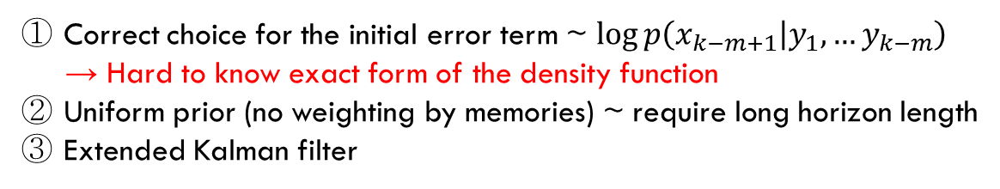 ① Correct choice for the initial error term ~ log p(x_{k−m+1}|y_1, … y_{k−m})
→ Hard to know exact form of the density function
② Uniform prior (no weighting by memories) ~ require long horizon length
③ Extended Kalman filter